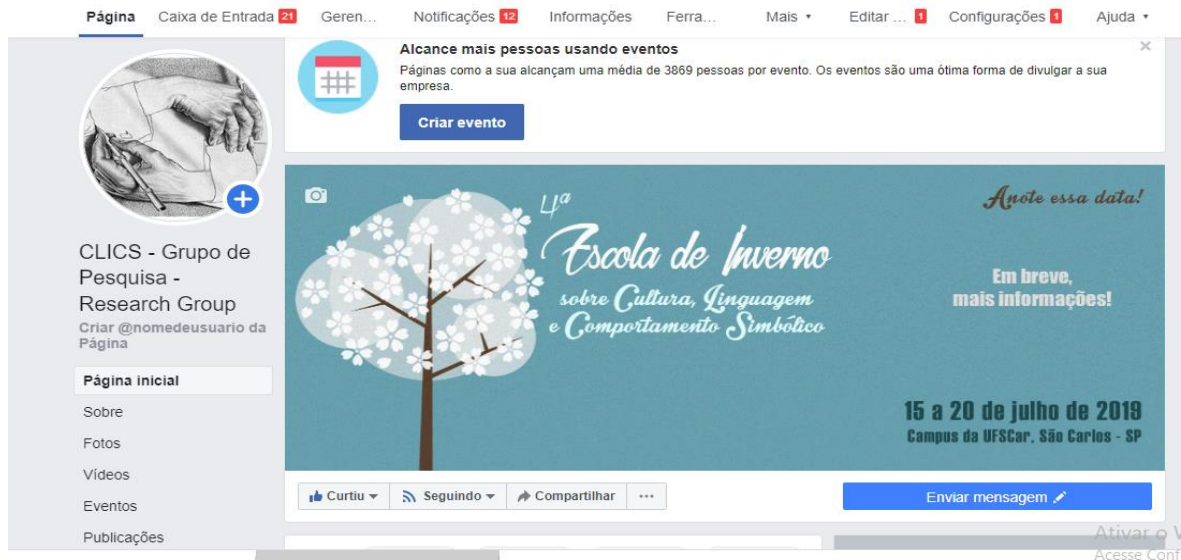 Página Caixa de Entrada 21 Geren... Notificações 12 Informações Ferra... Mais Editar ... 1 Configurações 1 Ajuda
Alcance mais pessoas usando eventos
Páginas como a sua alcançam uma média de 3869 pessoas por evento. Os eventos são uma ótima forma de divulgar a sua
empresa.
Criar evento
CLICS - Grupo de
Pesquisa -
Research Group
Criar @nomedeusuario da
Página
Página inicial
Sobre
Fotos
Vídeos
Eventos
Publicações
4ª
Escola de Inverno
sobre Cultura, Linguagem
e Comportamento Simbólico
Anote essa data!
Em breve,
mais informações!
15 a 20 de julho de 2019
Campus da UFSCar, São Carlos - SP
Curtiu Seguindo Compartilhar ...
Enviar mensagem
Ativar o
Acesse